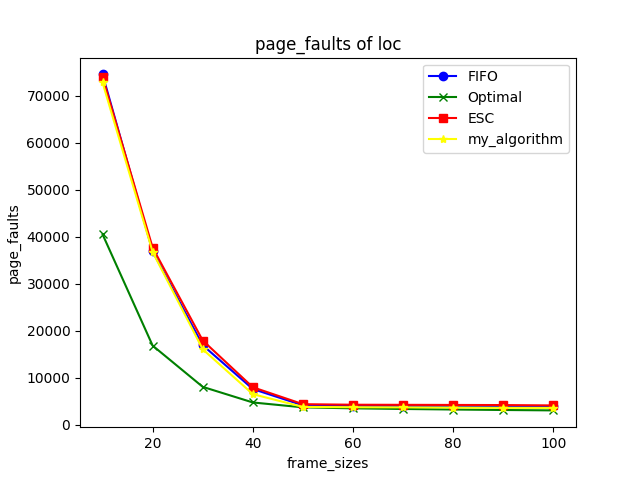 page_faults of loc
FIFO
Optimal
ESC
my_algorithm
page_faults
70000
60000
50000
40000
30000
20000
10000
0
20
40
60
80
100
frame_sizes